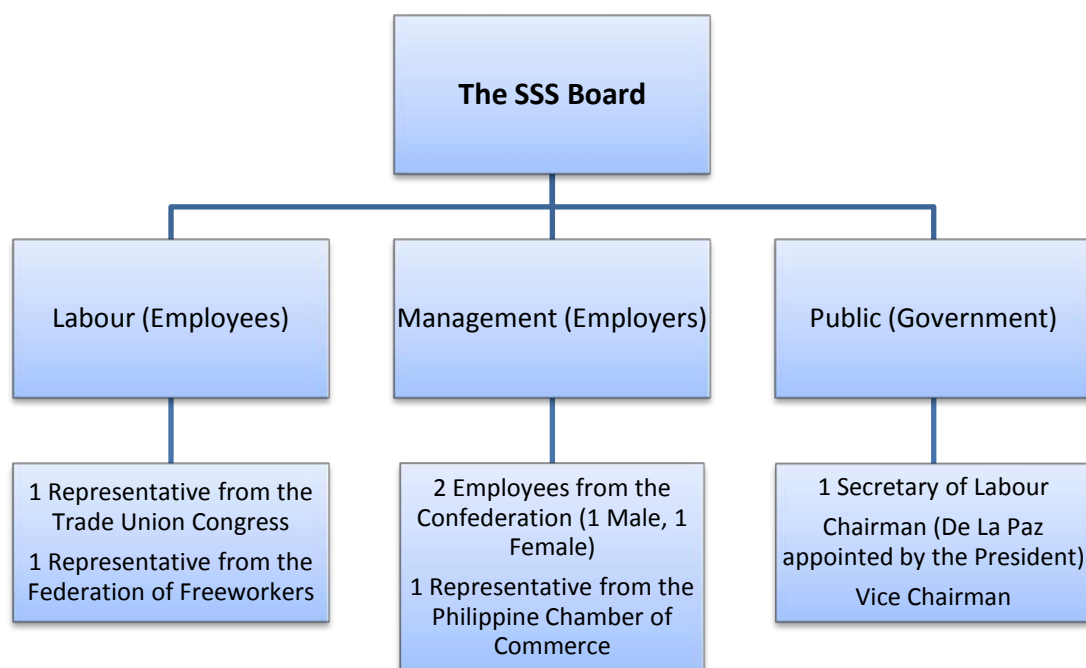 The SSS Board
Labour (Employees)
Management (Employers)
Public (Government)
1 Representative from the
Trade Union Congress
1 Representative from the
Federation of Freeworkers
2 Employees from the
Confederation (1 Male, 1
Female)
1 Representative from the
Philippine Chamber of
Commerce
1 Secretary of Labour
Chairman (De La Paz
appointed by the President)
Vice Chairman